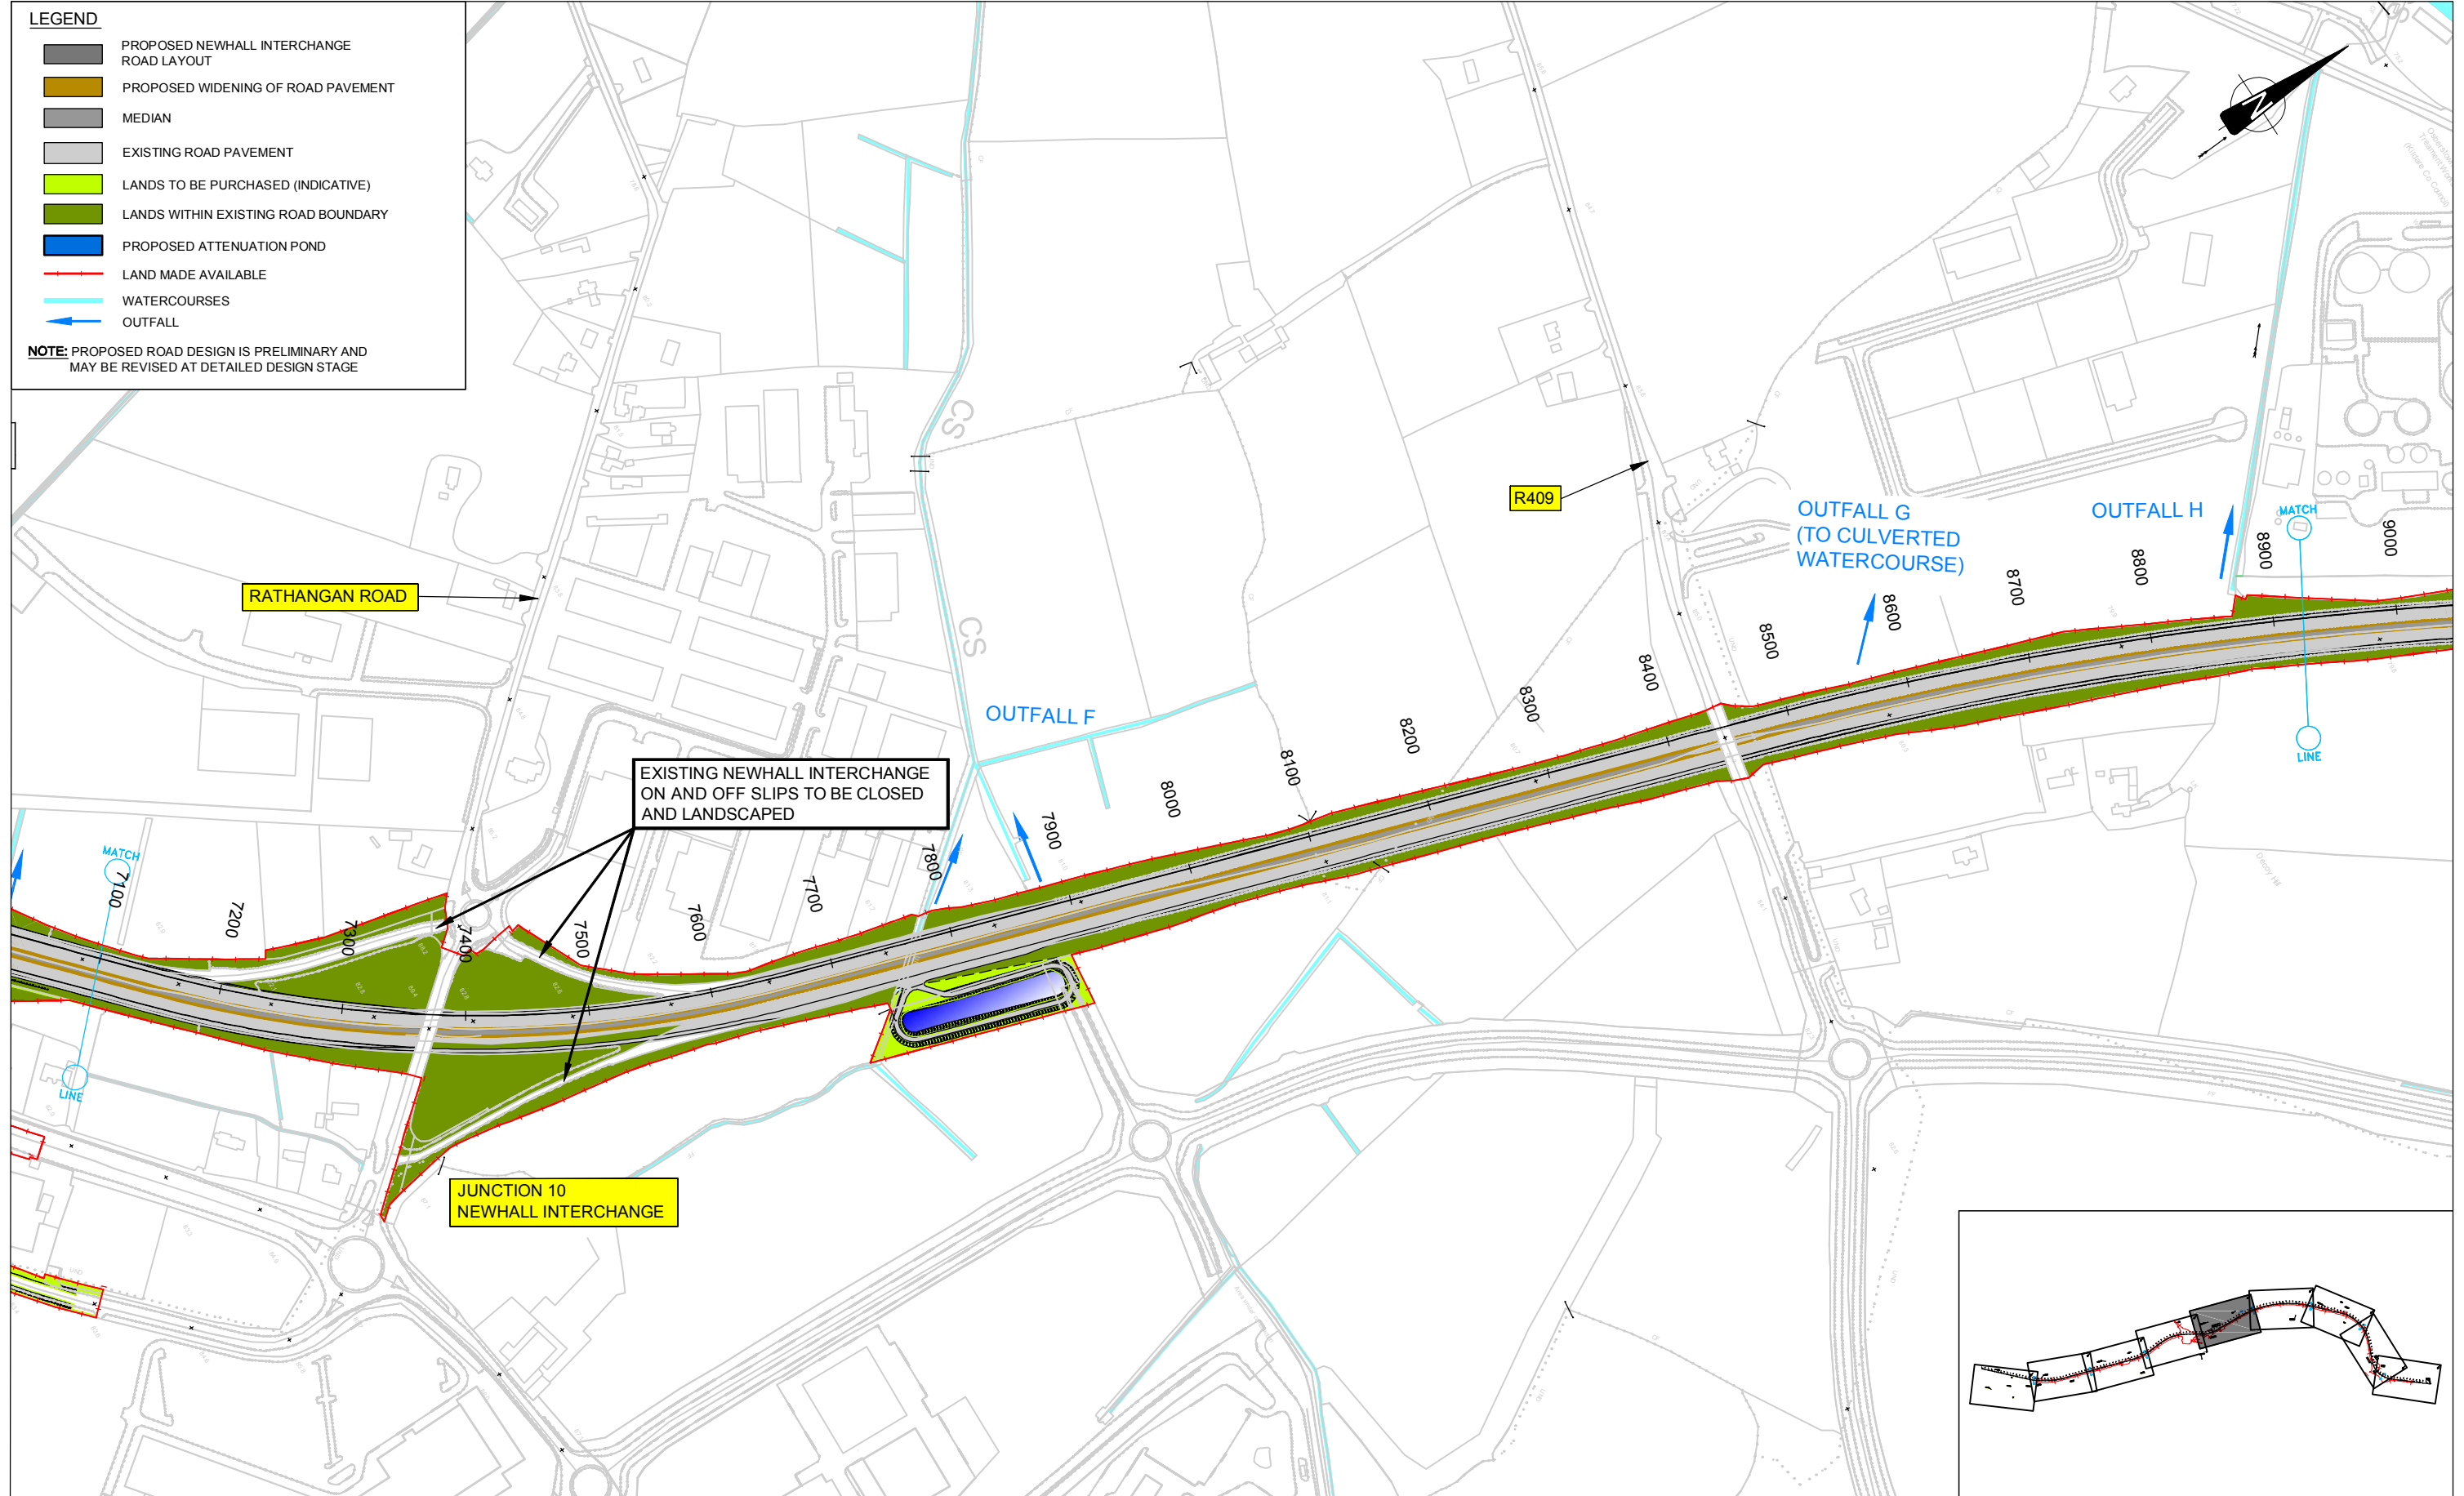 LEGEND
PROPOSED NEWHALL INTERCHANGE
ROAD LAYOUT
PROPOSED WIDENING OF ROAD PAVEMENT
MEDIAN
EXISTING ROAD PAVEMENT
LANDS TO BE PURCHASED (INDICATIVE)
LANDS WITHIN EXISTING ROAD BOUNDARY
PROPOSED ATTENUATION POND
LAND MADE AVAILABLE
WATERCOURSES
OUTFALL
NOTE: PROPOSED ROAD DESIGN IS PRELIMINARY AND
MAY BE REVISED AT DETAILED DESIGN STAGE
N
CS
CS
R409
OUTFALL G
(TO CULVERTED
WATERCOURSE)
OUTFALL H
MATCH
LINE
RATHANGAN ROAD
OUTFALL F
EXISTING NEWHALL INTERCHANGE
ON AND OFF SLIPS TO BE CLOSED
AND LANDSCAPED
MATCH
LINE
7100
7200
7300
7400
7500
7600
7700
7800
7900
8000
8100
8200
8300
8400
8500
8600
8700
8800
8900
9000
JUNCTION 10
NEWHALL INTERCHANGE